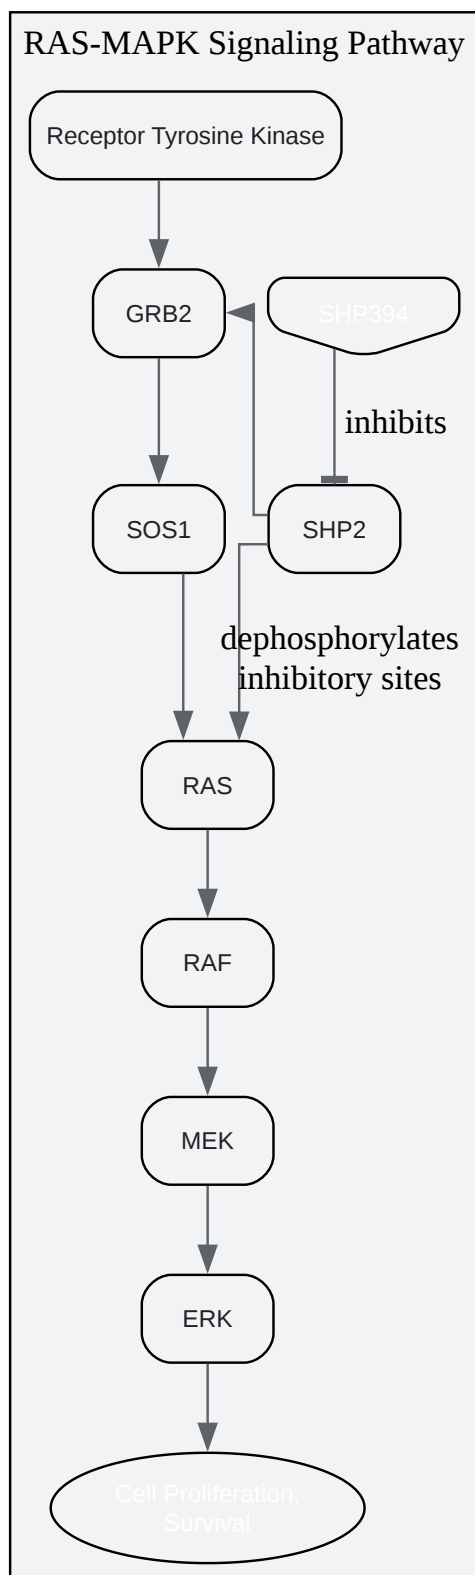 RAS-MAPK Signaling Pathway
Receptor Tyrosine Kinase
GRB2
SHP394
inhibits
SOS1
SHP2
dephosphorylates
inhibitory sites
RAS
RAF
MEK
ERK
Cell Proliferation,
Survival